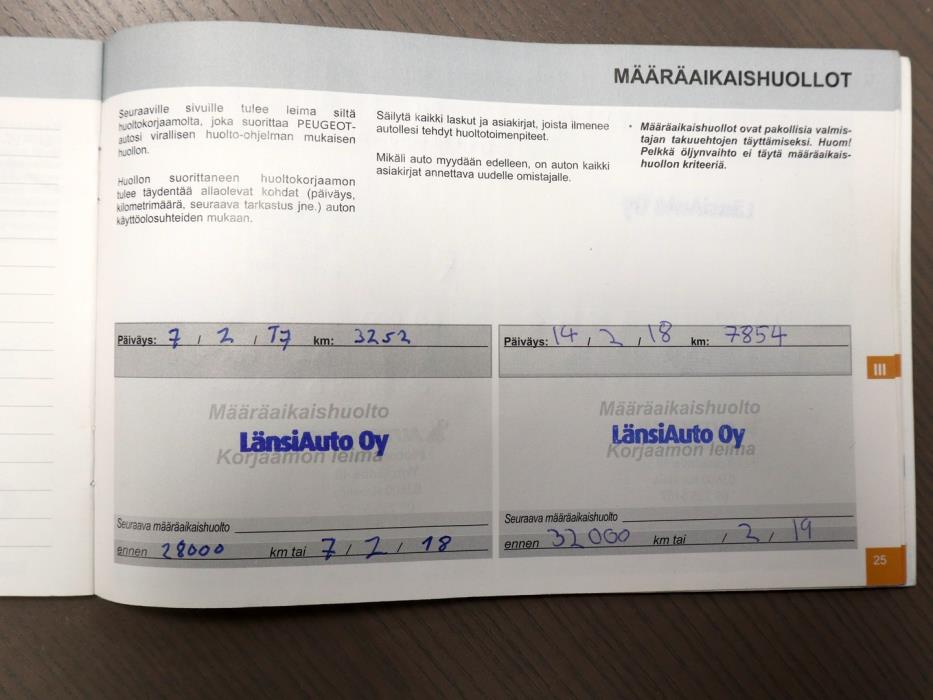 MÄÄRÄAIKAISHUOLLOT
Seuraaville sivuille tulee leima siltä
huoltokorjaamolta, joka suorittaa PEUGEOT-
autosi virallisen huolto-ohjelman mukaisen
huollon.
Huollon suorittaneen huoltokorjaamon
tulee täydentää allaolevat kohdat (päiväys,
kilometrimäärä, seuraava tarkastus jne.) auton
käyttöolosuhteiden mukaan.
Säilytä kaikki laskut ja asiakirjat, joista ilmenee
autollesi tehdyt huoltotoimenpiteet.
Mikäli auto myydään edelleen, on auton kaikki
asiakirjat annettava uudelle omistajalle.
• Määräaikaishuollot ovat pakollisia valmis-
tajan takuuehtojen täyttämiseksi. Huom!
Pelkkä öljynvaihto ei täytä määräaikais-
huollon kriteeriä.
Päiväys: 7 / 2 / 17 km: 3252
Määräaikaishuolto
LänsiAuto Oy
Korjaamon leima
Seuraava määräaikaishuolto
ennen 28000 km tai 7 / 2 / 18
Päiväys: 14 / 2 / 18 km: 7854
Määräaikaishuolto
LänsiAuto Oy
Korjaamon leima
Seuraava määräaikaishuolto
ennen 32000 km tai / 2 / 19
III
25